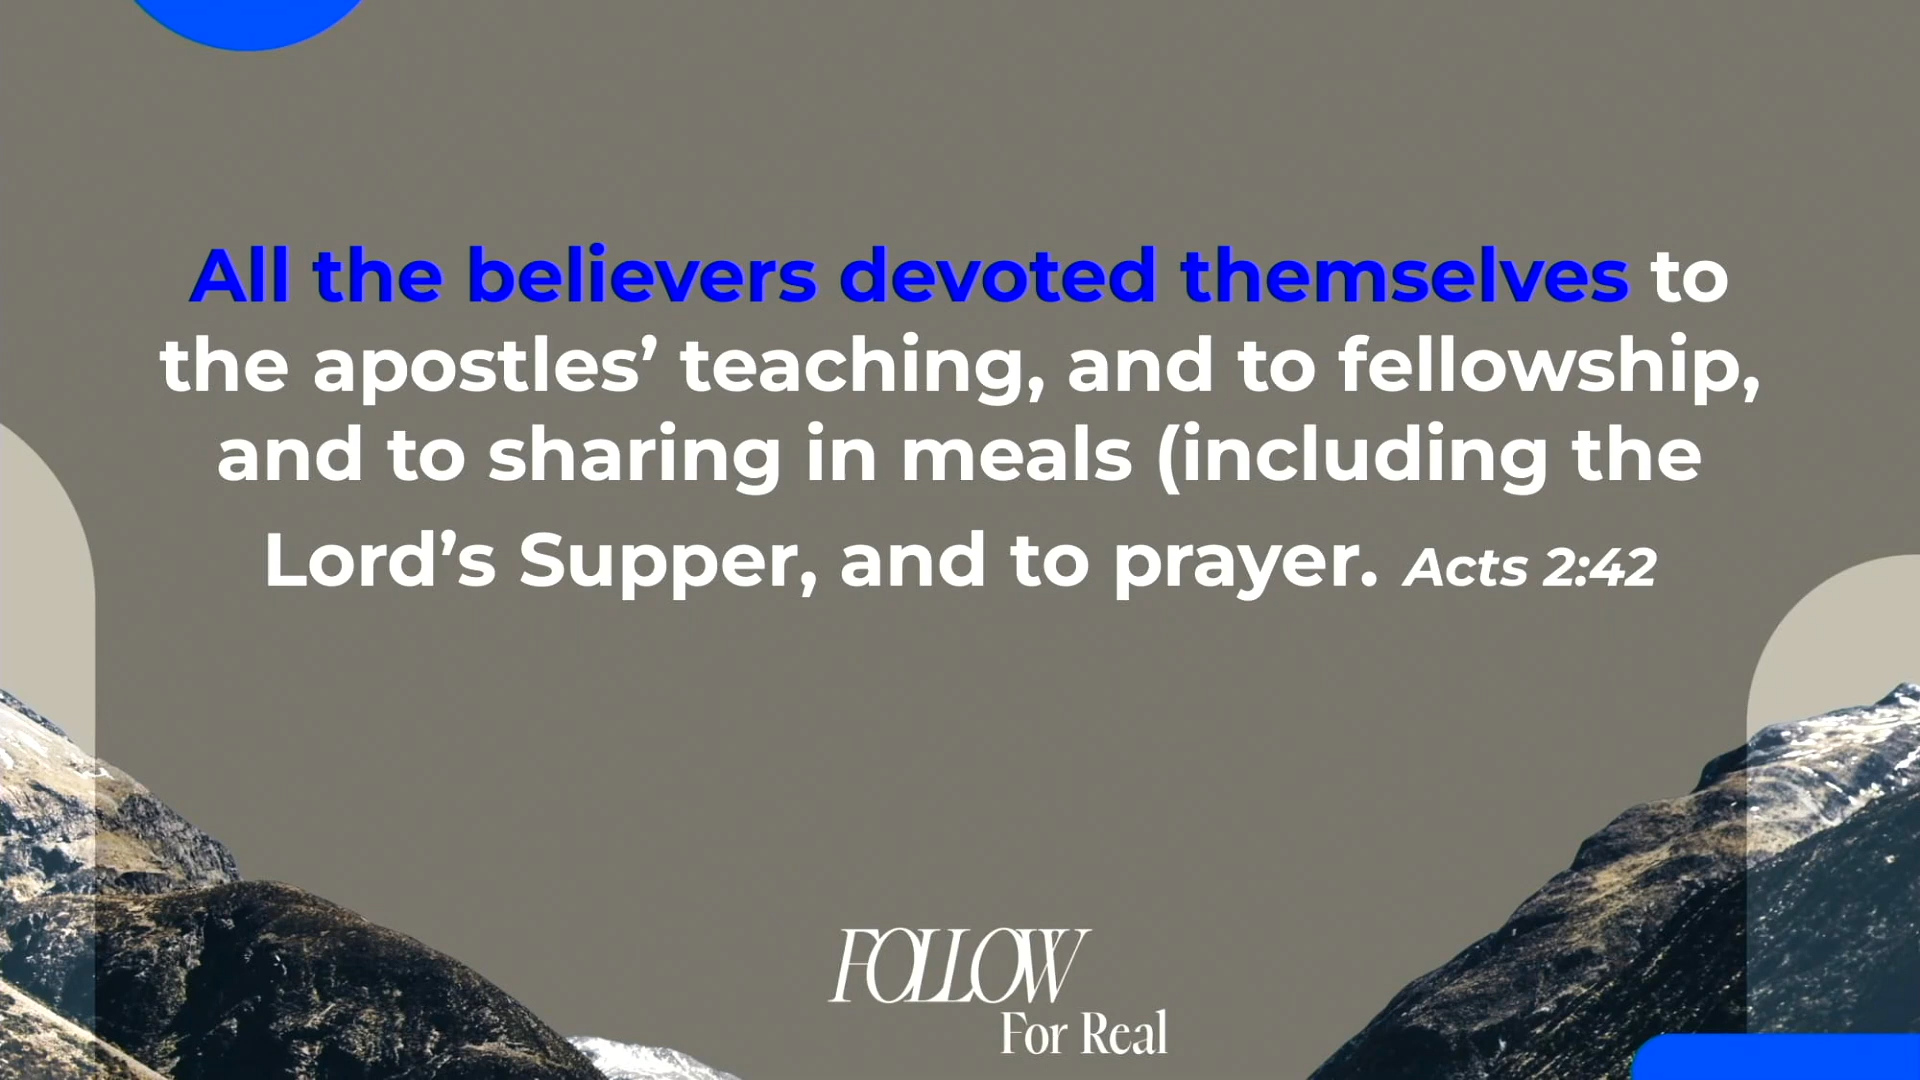 All the believers devoted themselves to
the apostles’ teaching, and to fellowship,
and to sharing in meals (including the
Lord’s Supper, and to prayer. Acts 2:42
FOLLOW
For Real